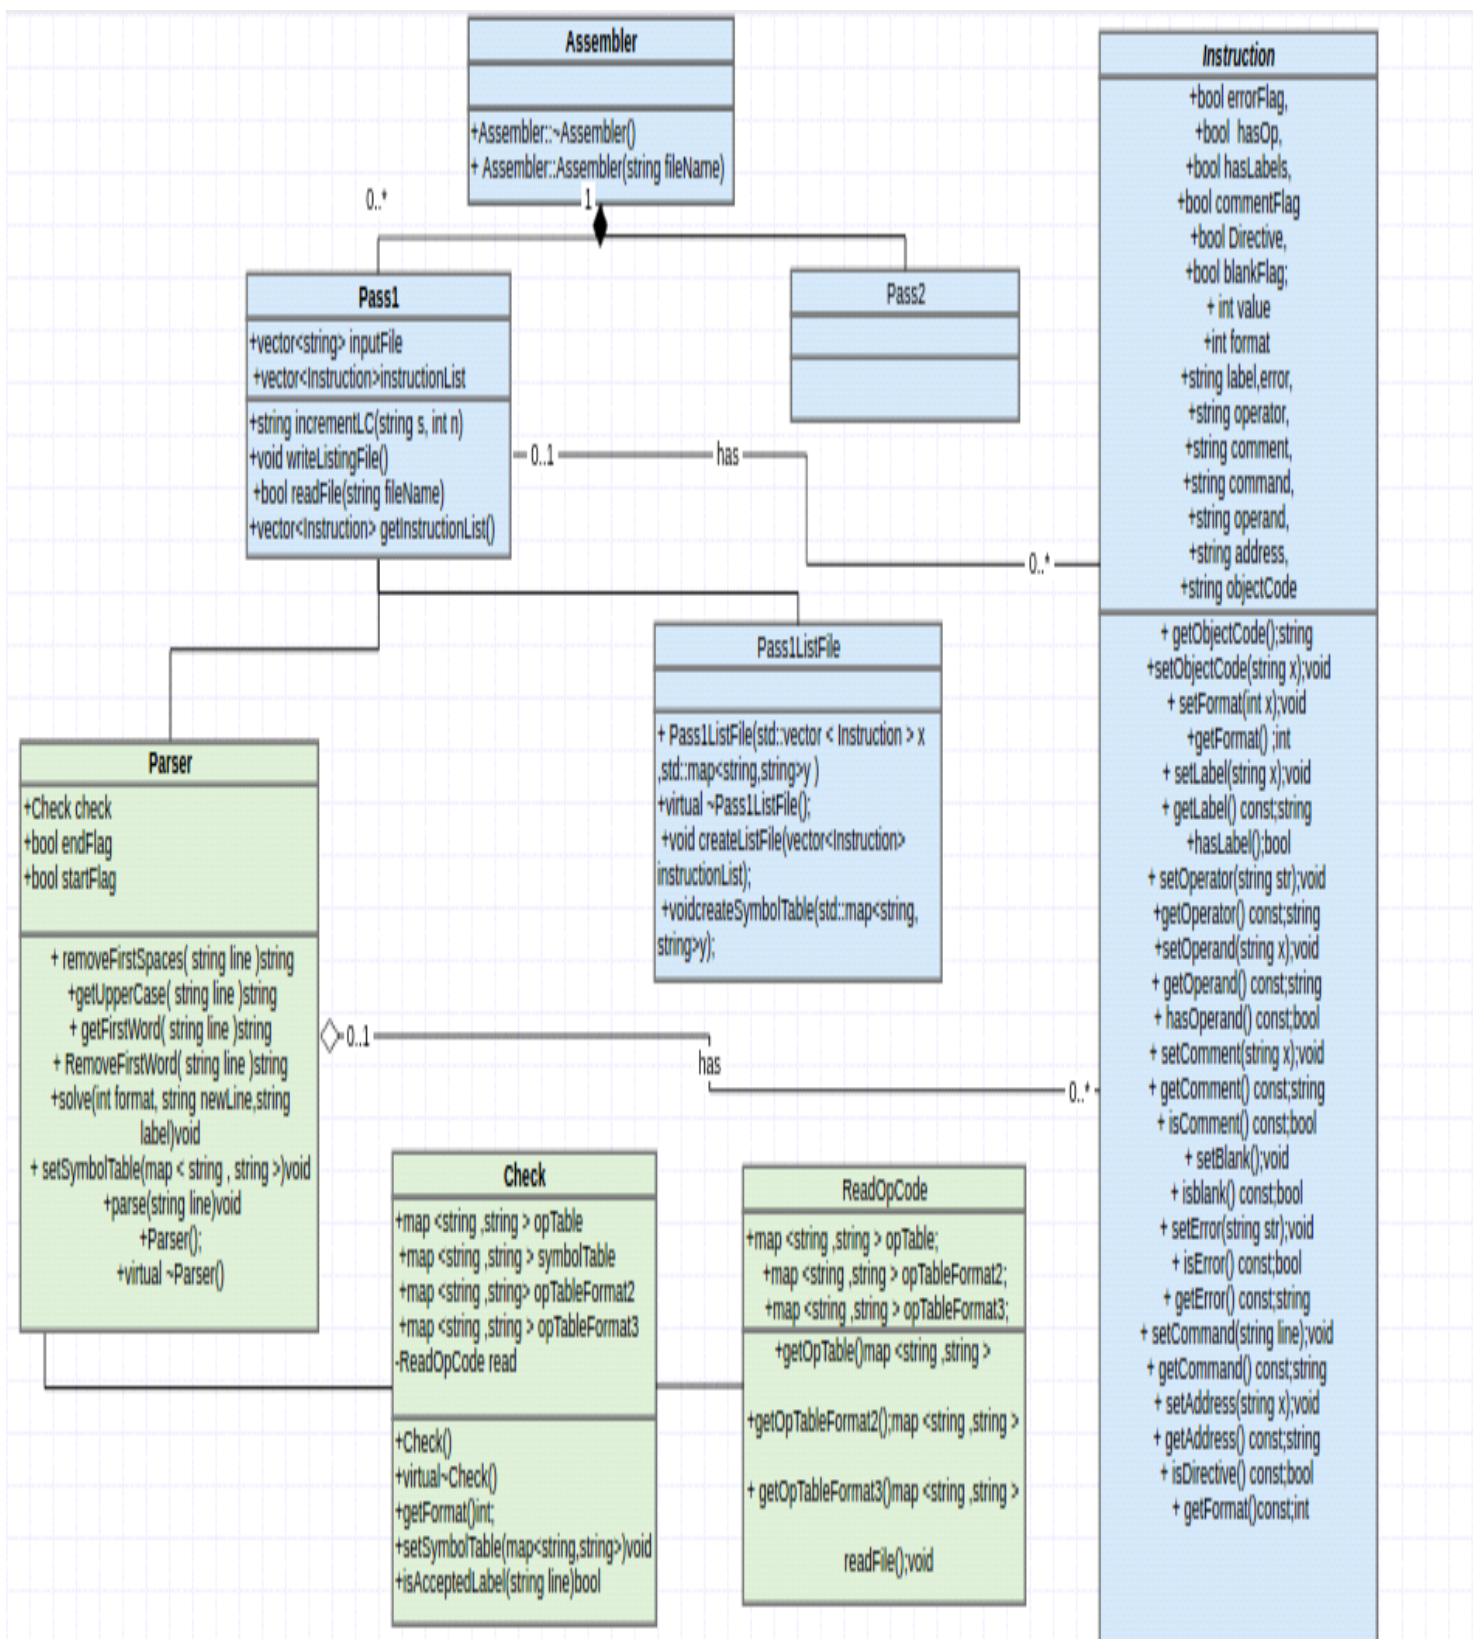 Assembler
+Assembler::~Assembler()
+ Assembler::Assembler(string fileName)
0..*
1
Pass1
+vector<string> inputFile
+vector<Instruction>instructionList
+string incrementLC(string s, int n)
+void writeListingFile()
+bool readFile(string fileName)
+vector<Instruction> getInstructionList()
Pass2
0..1
has
0..*
Pass1ListFile
+ Pass1ListFile(std::vector < Instruction > x
,std::map<string,string>y )
+virtual ~Pass1ListFile();
+void createListFile(vector<Instruction>
instructionList);
+voidcreateSymbolTable(std::map<string,
string>y);
Parser
+Check check
+bool endFlag
+bool startFlag
+ removeFirstSpaces( string line )string
+getUpperCase( string line )string
+ getFirstWord( string line )string
+ RemoveFirstWord( string line )string
+solve(int format, string newLine,string
label)void
+ setSymbolTable(map < string , string >)void
+parse(string line)void
+Parser();
+virtual ~Parser()
0..1
has
0..*
Check
+map <string ,string > opTable
+map <string ,string > symbolTable
+map <string ,string> opTableFormat2
+map <string ,string > opTableFormat3
-ReadOpCode read
+Check()
+virtual~Check()
+getFormat()int;
+setSymbolTable(map<string,string>)void
+isAcceptedLabel(string line)bool
ReadOpCode
+map <string ,string > opTable;
+map <string ,string > opTableFormat2;
+map <string ,string > opTableFormat3;
+getOpTable()map <string ,string >
+getOpTableFormat2();map <string ,string >
+ getOpTableFormat3()map <string ,string >
readFile();void
Instruction
+bool errorFlag,
+bool hasOp,
+bool hasLabels,
+bool commentFlag
+bool Directive,
+bool blankFlag;
+ int value
+int format
+string label,error,
+string operator,
+string comment,
+string command,
+string operand,
+string address,
+string objectCode
+ getObjectCode();string
+setObjectCode(string x);void
+ setFormat(int x);void
+getFormat() ;int
+ setLabel(string x);void
+ getLabel() const;string
+hasLabel();bool
+ setOperator(string str);void
+getOperator() const;string
+setOperand(string x);void
+ getOperand() const;string
+ hasOperand() const;bool
+ setComment(string x);void
+ getComment() const;string
+ isComment() const;bool
+ setBlank();void
+ isblank() const;bool
+ setError(string str);void
+ isError() const;bool
+ getError() const;string
+ setCommand(string line);void
+ getCommand() const;string
+ setAddress(string x);void
+ getAddress() const;string
+ isDirective() const;bool
+ getFormat()const;int